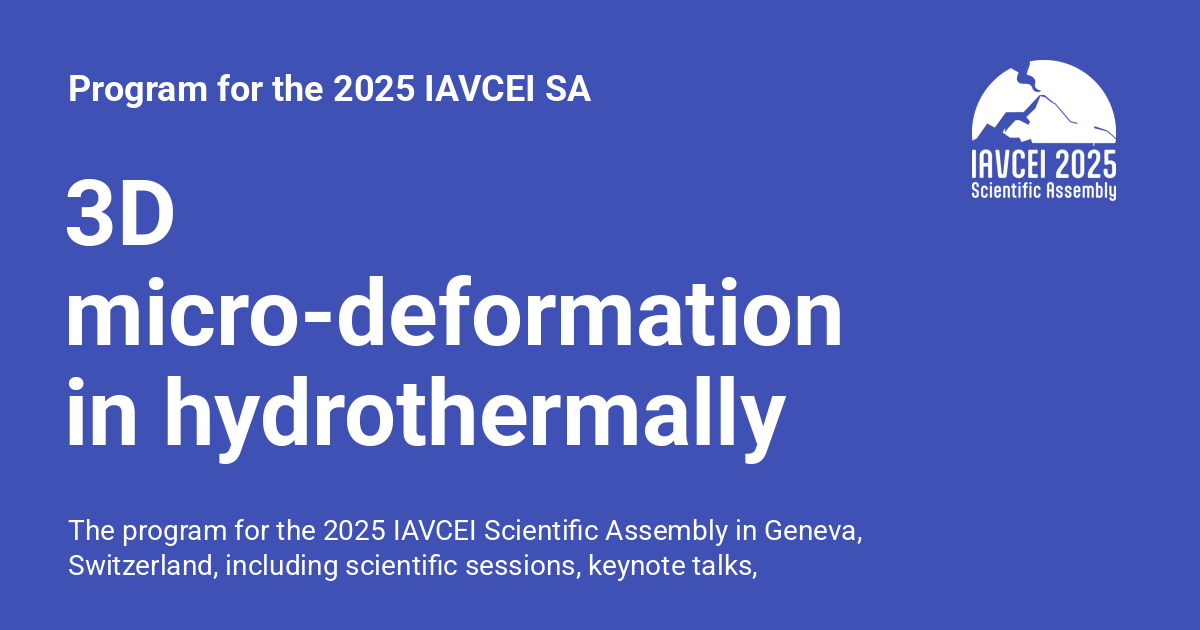 Program for the 2025 IAVCEI SA
IAVCEI 2025
Scientific Assembly
3D
micro-deformation
in hydrothermally
The program for the 2025 IAVCEI Scientific Assembly in Geneva,
Switzerland, including scientific sessions, keynote talks,